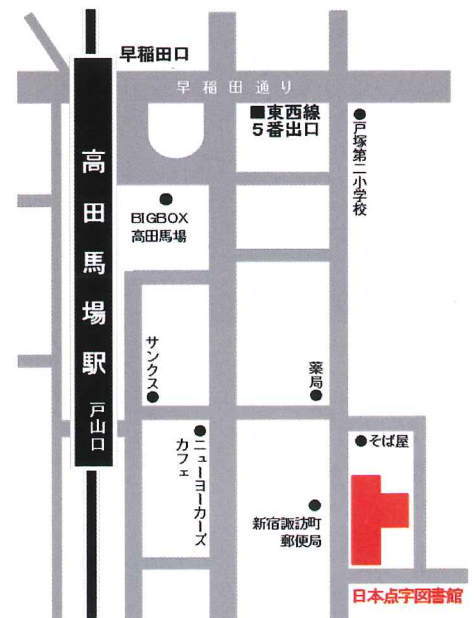 早稲田口
早稲田通り
■東西線
5番出口
●戸塚第二小学校
高田馬場駅
戸山口
BIGBOX
高田馬場
サンクス●
薬局●
●ニューヨーカーズ
カフェ
●そば屋
新宿諏訪町
郵便局
日本点字図書館